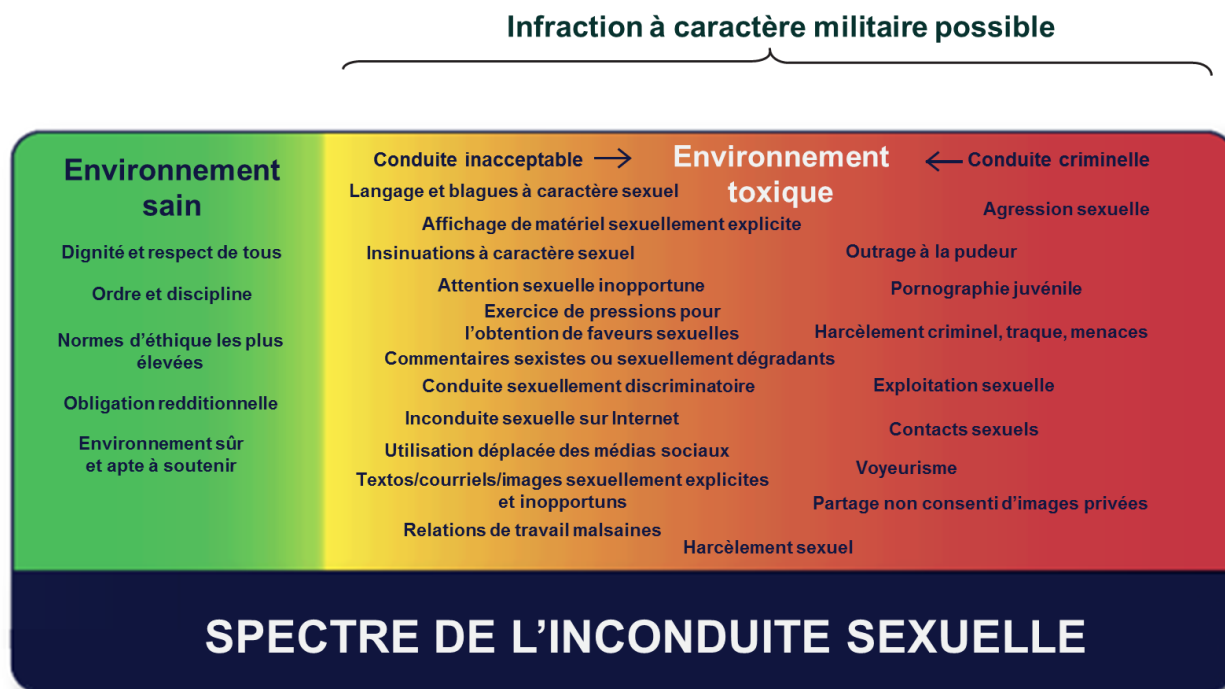 Infraction à caractère militaire possible
Environnement
sain
Dignité et respect de tous
Ordre et discipline
Normes d’éthique les plus
élevées
Obligation redditionnelle
Environnement sûr
et apte à soutenir
Conduite inacceptable →
Environnement
toxique
← Conduite criminelle
Langage et blagues à caractère sexuel
Affichage de matériel sexuellement explicite
Insinuations à caractère sexuel
Attention sexuelle inopportune
Exercice de pressions pour
l’obtention de faveurs sexuelles
Commentaires sexistes ou sexuellement dégradants
Conduite sexuellement discriminatoire
Inconduite sexuelle sur Internet
Utilisation déplacée des médias sociaux
Textos/courriels/images sexuellement explicites
et inopportuns
Relations de travail malsaines
Harcèlement sexuel
Agression sexuelle
Outrage à la pudeur
Pornographie juvénile
Harcèlement criminel, traque, menaces
Exploitation sexuelle
Contacts sexuels
Voyeurisme
Partage non consenti d’images privées
SPECTRE DE L’INCONDUITE SEXUELLE